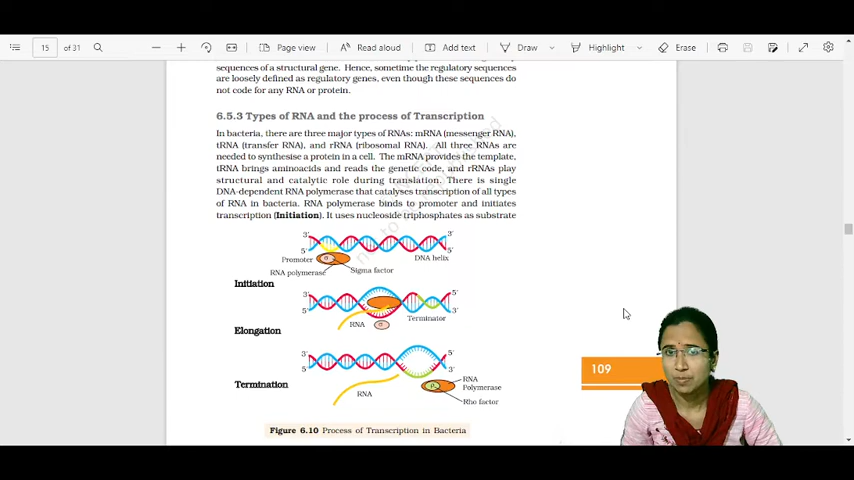 15 of 31
Page view
Read aloud
Add text
Draw
Highlight
Erase
sequences of a structural gene. Hence, sometime the regulatory sequences
are loosely defined as regulatory genes, even though these sequences do
not code for any RNA or protein.
6.5.3 Types of RNA and the process of Transcription
In bacteria, there are three major types of RNAs: mRNA (messenger RNA),
tRNA (transfer RNA), and rRNA (ribosomal RNA). All three RNAs are
needed to synthesise a protein in a cell. The mRNA provides the template,
tRNA brings aminoacids and reads the genetic code, and rRNAs play
structural and catalytic role during translation. There is single
DNA-dependent RNA polymerase that catalyses transcription of all types
of RNA in bacteria. RNA polymerase binds to promoter and initiates
transcription (Initiation). It uses nucleoside triphosphates as substrate
3' 3'
5' 5'
Promoter DNA helix
RNA polymerase Sigma factor
Initiation
3' 5'
5' 3'
RNA Terminator
Elongation
3' 5'
5' 3'
Termination
RNA
RNA
Polymerase
Rho factor
Figure 6.10 Process of Transcription in Bacteria
109